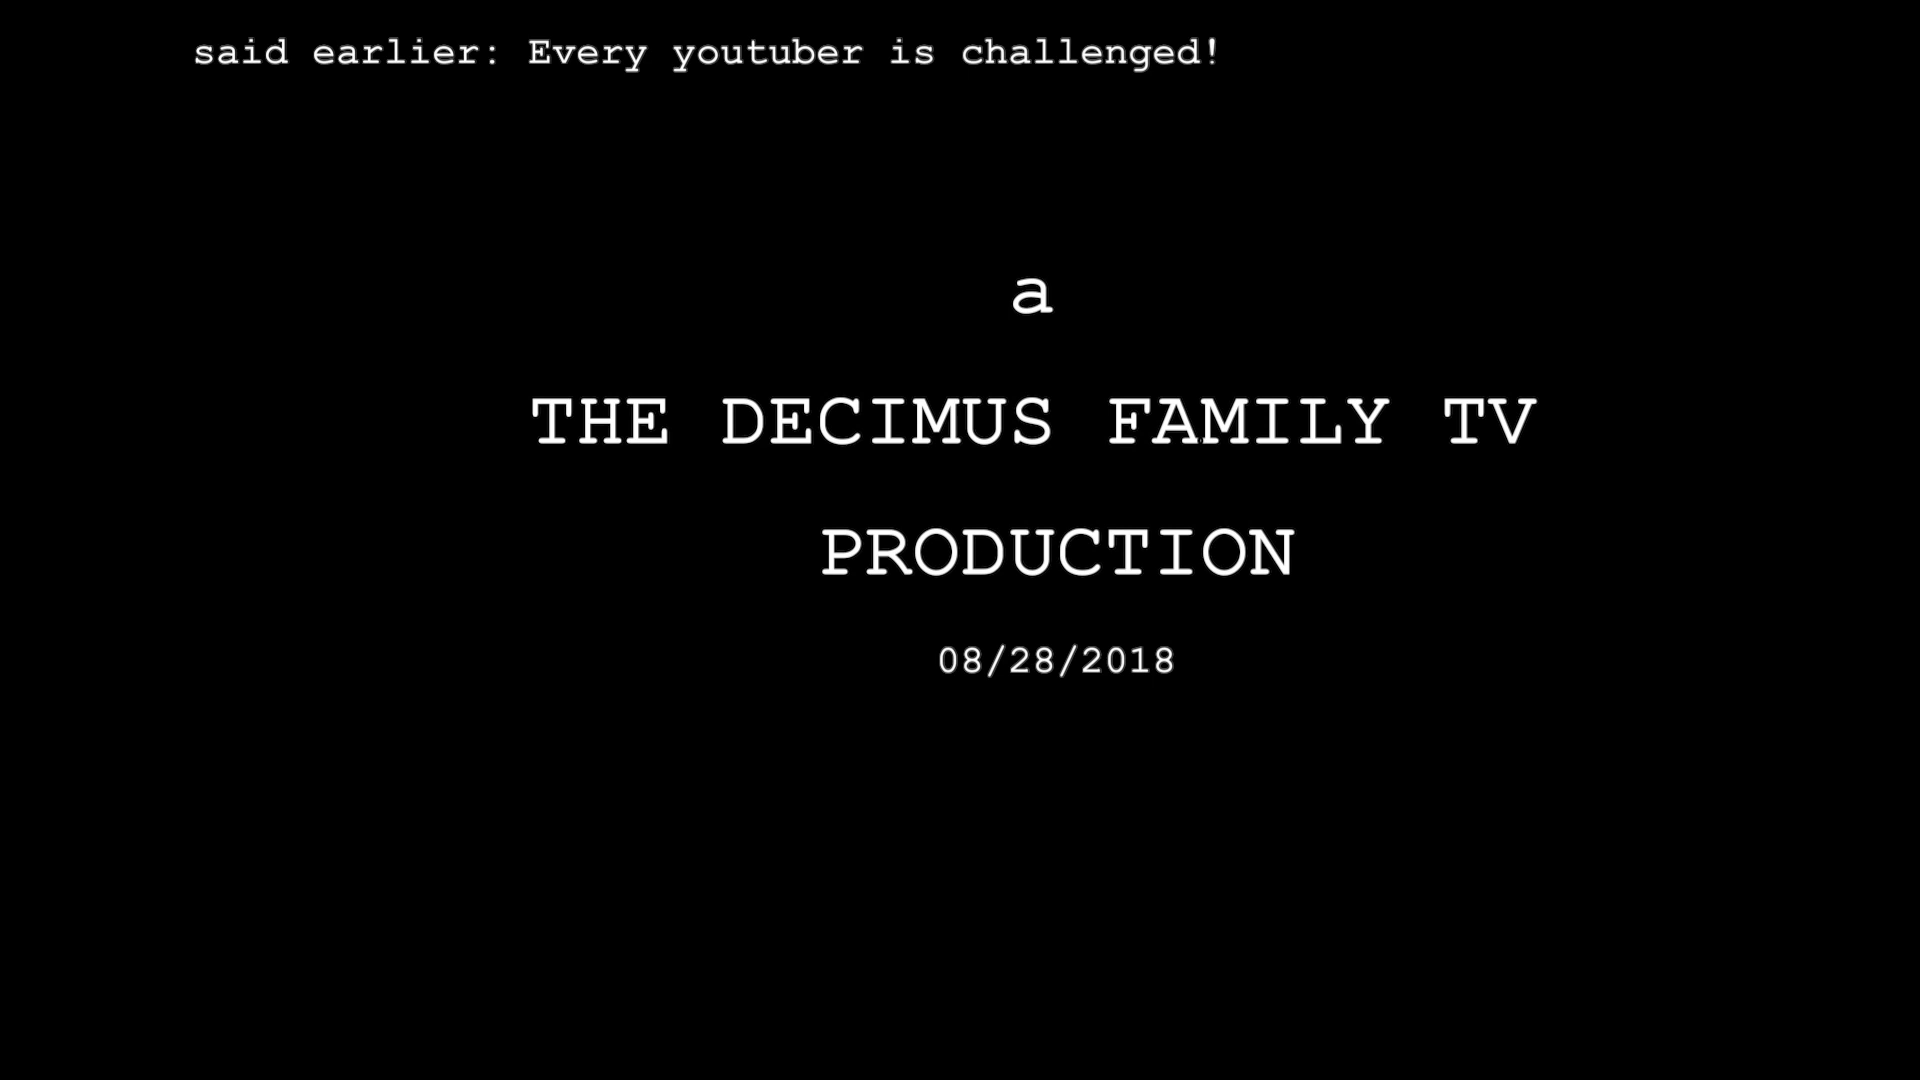 said earlier: Every youtuber is challenged!
a
THE DECIMUS FAMILY TV
PRODUCTION
08/28/2018